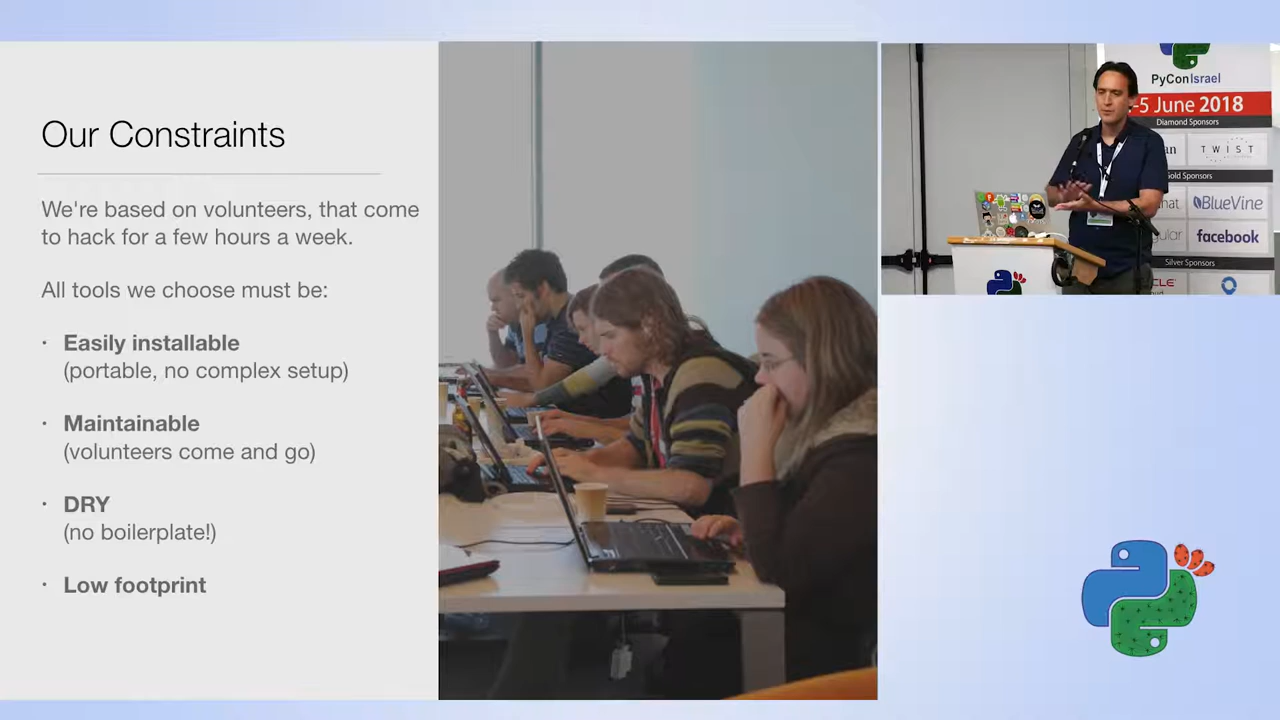 Our Constraints
We're based on volunteers, that come
to hack for a few hours a week.
All tools we choose must be:
· Easily installable
(portable, no complex setup)
· Maintainable
(volunteers come and go)
· DRY
(no boilerplate!)
· Low footprint
PyConIsrael
-5 June 2018
Diamond Sponsors
TWIST
Gold Sponsors
BlueVine
facebook
Silver Sponsors